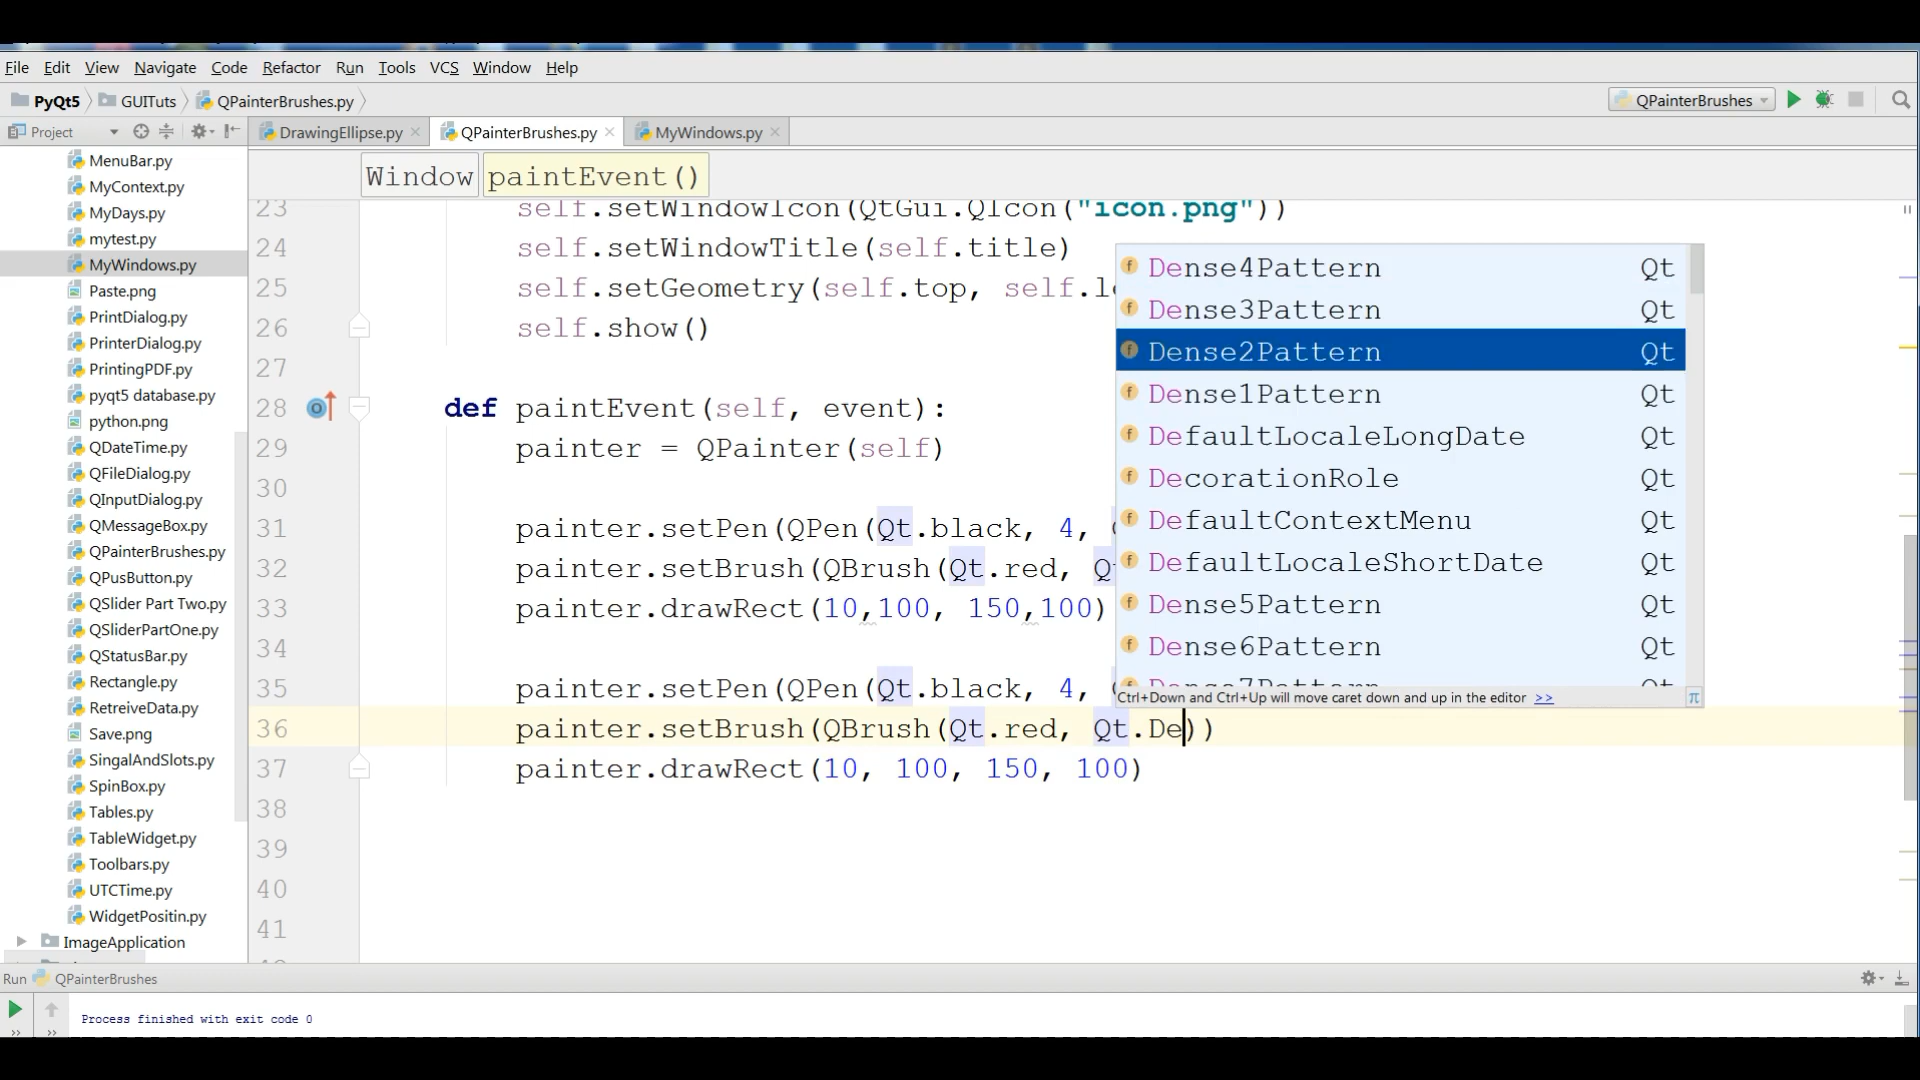 File Edit View Navigate Code Refactor Run Tools VCS Window Help
PyQt5 GUITuts QPainterBrushes.py QPainterBrushes
Project DrawingEllipse.py QPainterBrushes.py MyWindows.py
Window paintEvent()
MenuBar.py
MyContext.py
MyDays.py
mytest.py
MyWindows.py
Paste.png
PrintDialog.py
PrinterDialog.py
PrintingPDF.py
pyqt5 database.py
python.png
QDateTime.py
QFileDialog.py
QInputDialog.py
QMessageBox.py
QPainterBrushes.py
QPusButton.py
QSlider Part Two.py
QSliderPartOne.py
QStatusBar.py
Rectangle.py
RetreiveData.py
Save.png
SingalAndSlots.py
SpinBox.py
Tables.py
TableWidget.py
Toolbars.py
UTCTime.py
WidgetPositin.py
ImageApplication
23 self.setWindowIcon(QtGui.QIcon("icon.png"))
24 self.setWindowTitle(self.title)
25 self.setGeometry(self.top, self.l
26 self.show()
27
28 def paintEvent(self, event):
29 painter = QPainter(self)
30
31 painter.setPen(QPen(Qt.black, 4,
32 painter.setBrush(QBrush(Qt.red, Qt
33 painter.drawRect(10,100, 150,100)
34
35 painter.setPen(QPen(Qt.black, 4,
36 painter.setBrush(QBrush(Qt.red, Qt.De))
37 painter.drawRect(10, 100, 150, 100)
38
39
40
41
Dense4Pattern Qt
Dense3Pattern Qt
Dense2Pattern Qt
Dense1Pattern Qt
DefaultLocaleLongDate Qt
DecorationRole Qt
DefaultContextMenu Qt
DefaultLocaleShortDate Qt
Dense5Pattern Qt
Dense6Pattern Qt
Dense7Pattern Qt
Ctrl+Down and Ctrl+Up will move caret down and up in the editor >> π
Run QPainterBrushes
Process finished with exit code 0